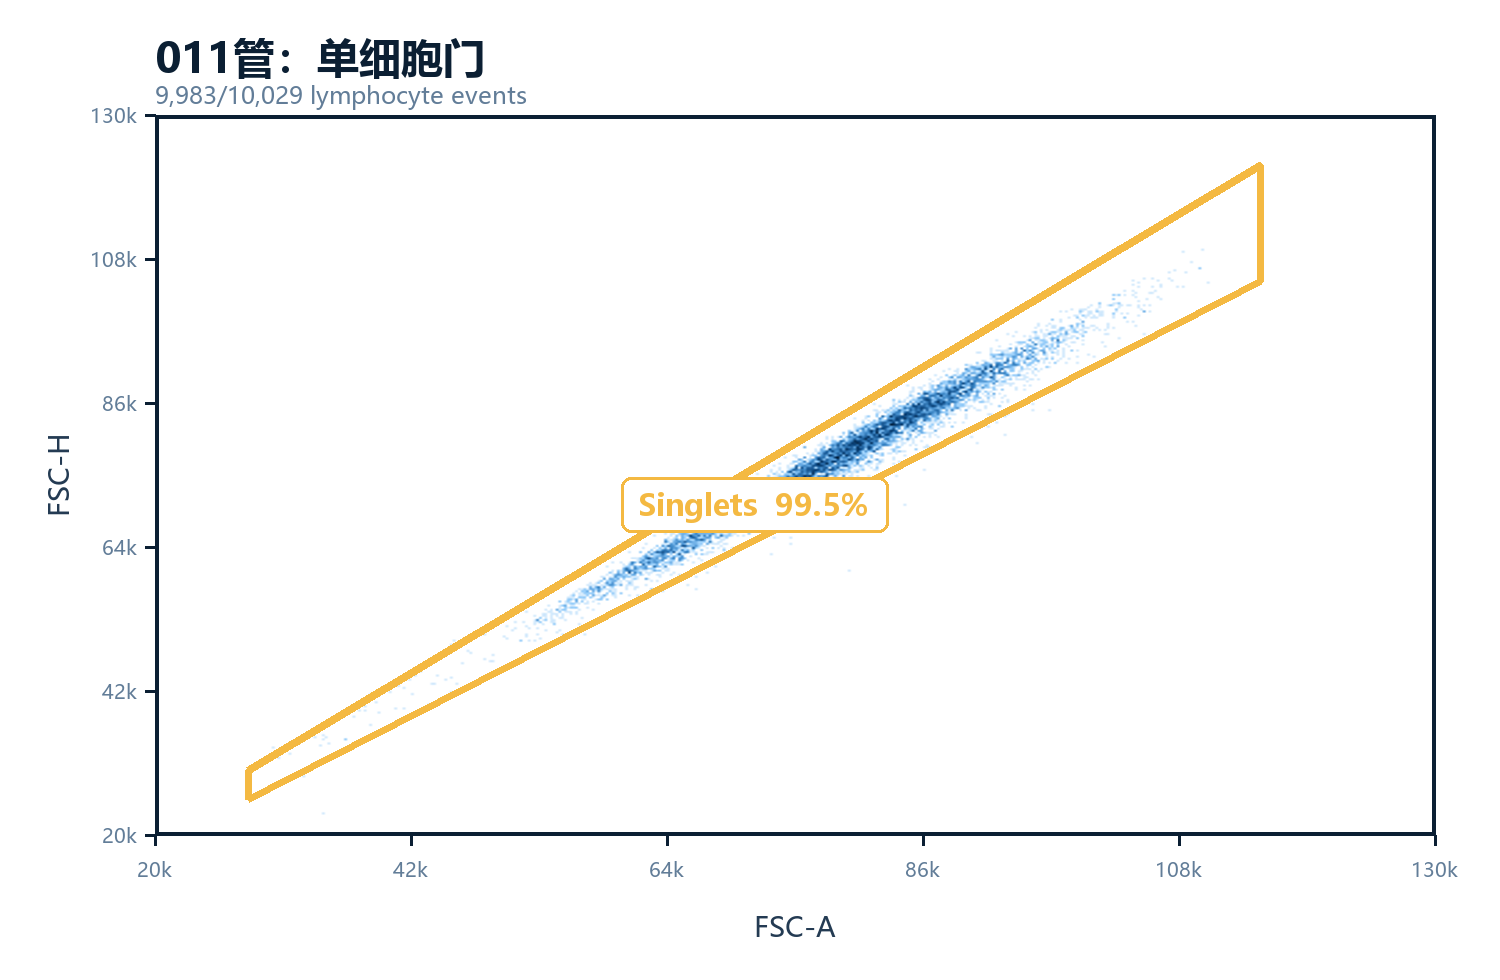 011管：单细胞门
9,983/10,029 lymphocyte events
130k
108k
86k
64k
42k
20k
FSC-H
Singlets 99.5%
20k 42k 64k 86k 108k 130k
FSC-A